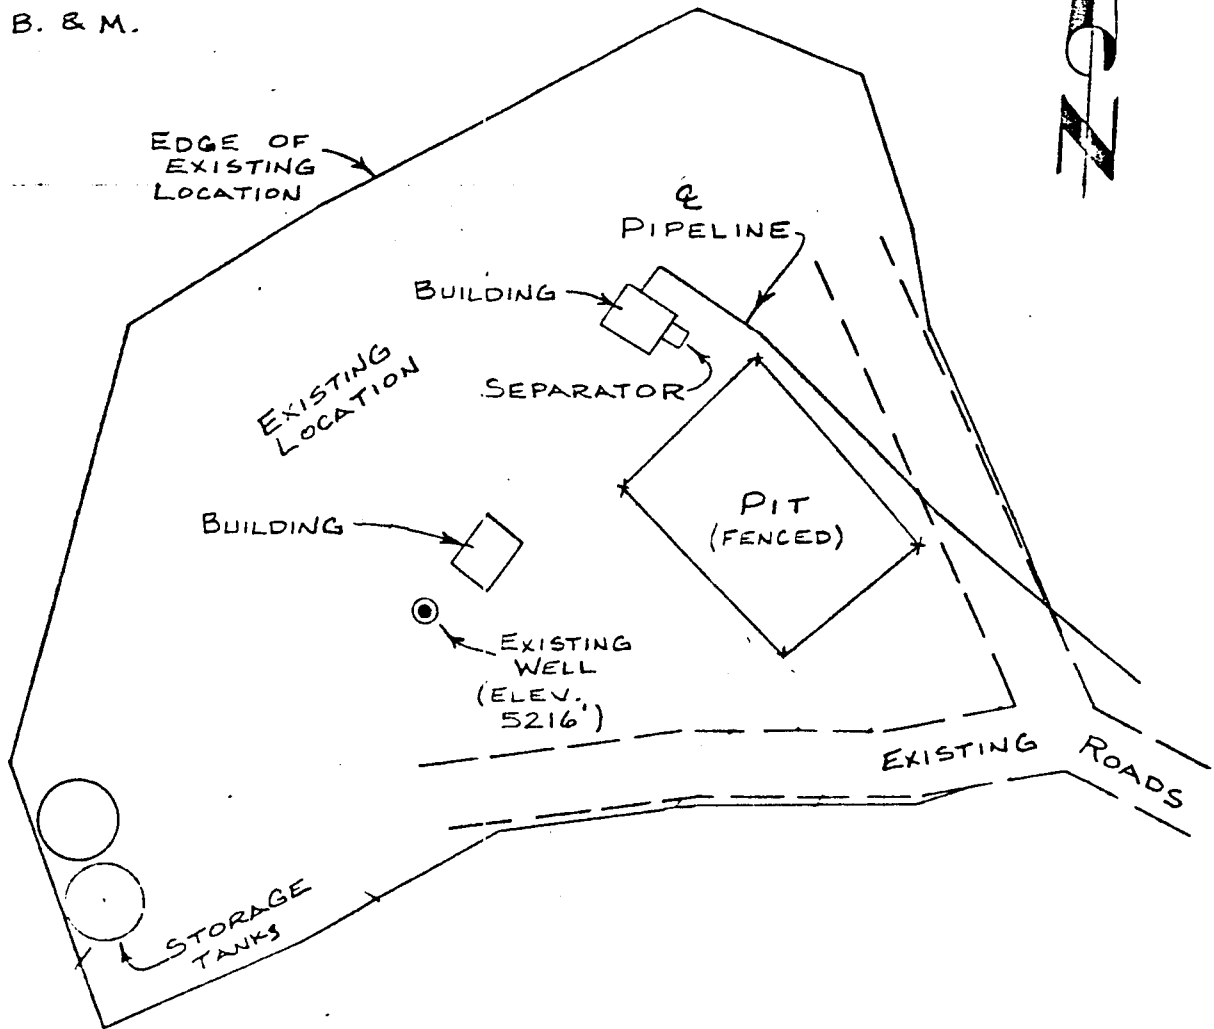 B. & M.
EDGE OF
EXISTING
LOCATION
℄
PIPELINE
BUILDING
SEPARATOR
EXISTING
LOCATION
BUILDING
PIT
(FENCED)
EXISTING
WELL
(ELEV.
5216')
EXISTING ROADS
STORAGE
TANKS
N